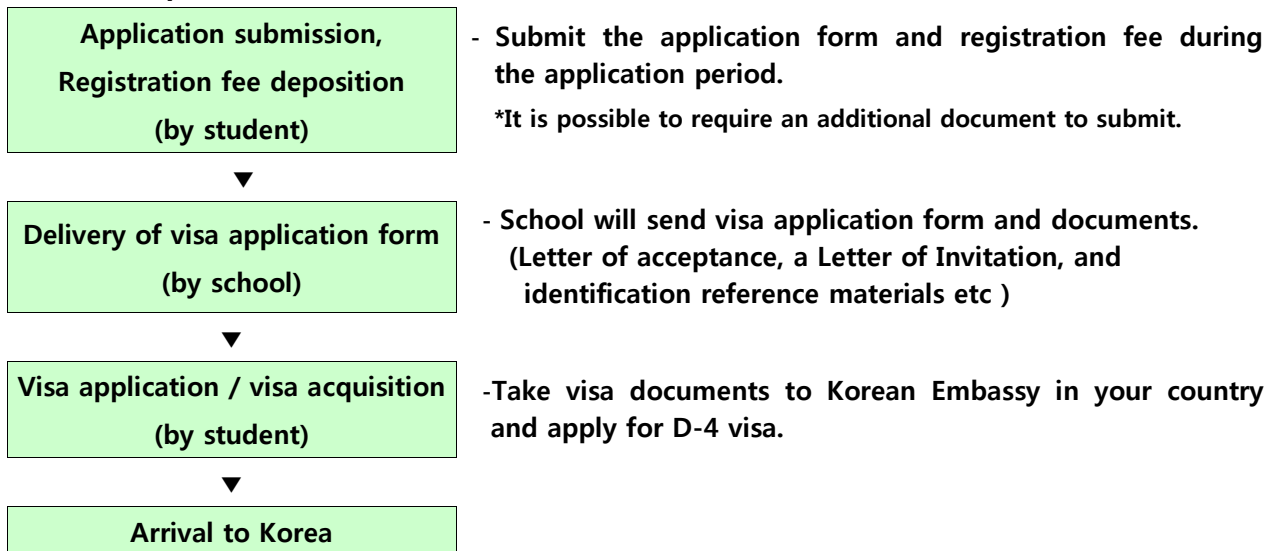 Application submission,
Registration fee deposition
(by student)
- Submit the application form and registration fee during
the application period.
*It is possible to require an additional document to submit.
▼
Delivery of visa application form
(by school)
- School will send visa application form and documents.
(Letter of acceptance, a Letter of Invitation, and
identification reference materials etc )
▼
Visa application / visa acquisition
(by student)
-Take visa documents to Korean Embassy in your country
and apply for D-4 visa.
▼
Arrival to Korea